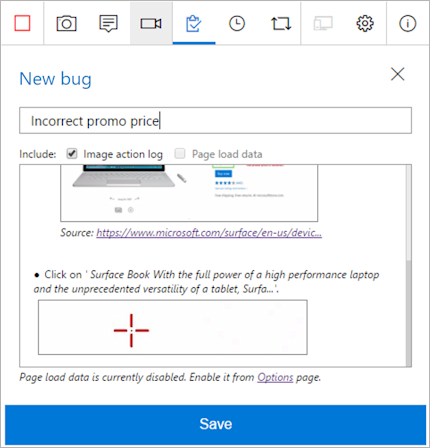 New bug
Incorrect promo price
Include: Image action log Page load data
Source: https://www.microsoft.com/surface/en-us/devic...
● Click on ' Surface Book With the full power of a high performance laptop
and the unprecedented versatility of a tablet, Surfa...'.
Page load data is currently disabled. Enable it from Options page.
Save